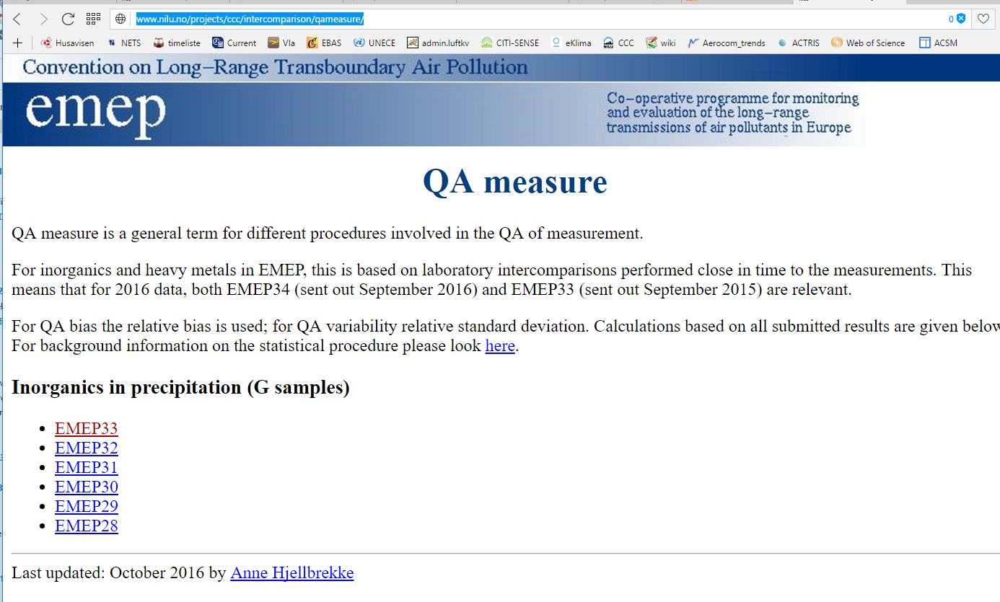 www.nilu.no/projects/ccc/intercomparison/qameasure/
0
Husavisen NETS timeliste Current Vla EBAS UNECE admin.luftkv CITI-SENSE eKlima CCC wiki Aerocom_trends ACTRIS Web of Science ACSM
Convention on Long-Range Transboundary Air Pollution
emep
Co-operative programme for monitoring
and evaluation of the long-range
transmissions of air pollutants in Europe
QA measure
QA measure is a general term for different procedures involved in the QA of measurement.
For inorganics and heavy metals in EMEP, this is based on laboratory intercomparisons performed close in time to the measurements. This
means that for 2016 data, both EMEP34 (sent out September 2016) and EMEP33 (sent out September 2015) are relevant.
For QA bias the relative bias is used; for QA variability relative standard deviation. Calculations based on all submitted results are given below
For background information on the statistical procedure please look here.
Inorganics in precipitation (G samples)
EMEP33
EMEP32
EMEP31
EMEP30
EMEP29
EMEP28
Last updated: October 2016 by Anne Hjellbrekke